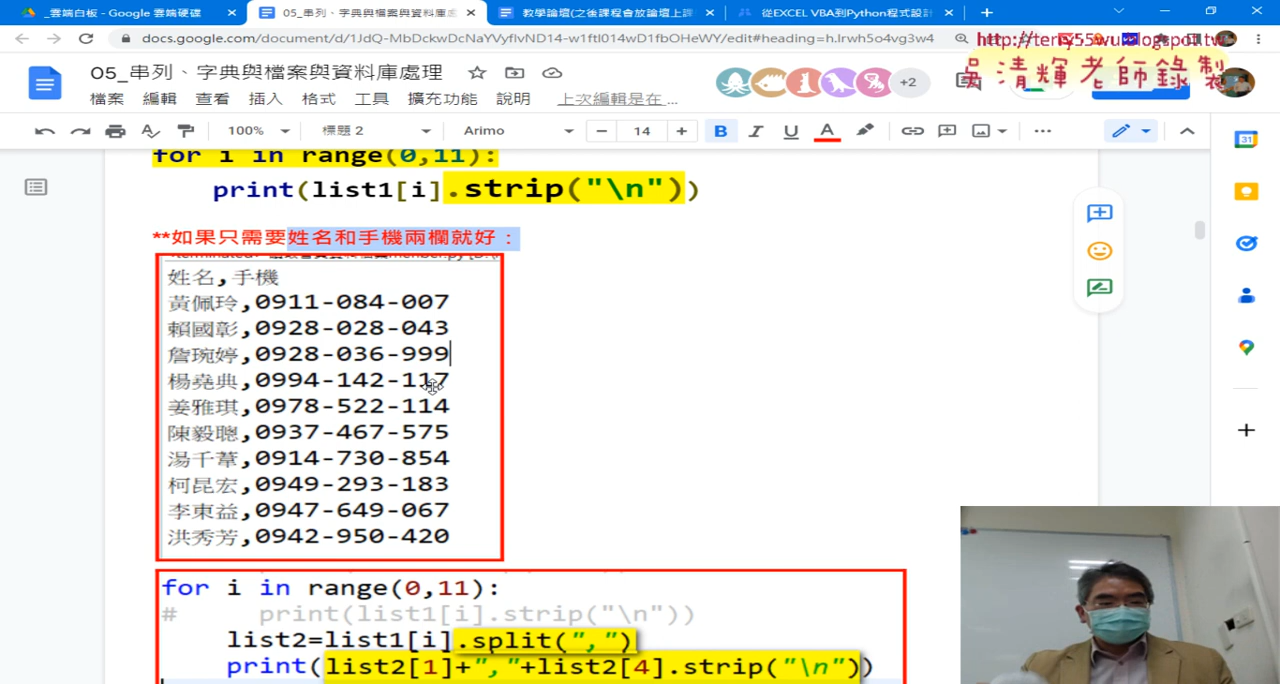 _雲端白板 - Google 雲端硬碟
05_串列、字典與檔案與資料庫處
教學論壇(之後課程會放論壇上課
從EXCEL VBA到Python程式設計
docs.google.com/document/d/1JdQ-MbDckwDcNaYVyflvND14-w1ftl014wD1fbOHeWY/edit#heading=h.lrwh5o4vg3w4
http://terry55wu.blogspot.tw
吳清輝老師錄製
05_串列、字典與檔案與資料庫處理
+2
檔案 編輯 查看 插入 格式 工具 擴充功能 說明 上次編輯是在 ...
100% 標題 2 Arimo 14 B I U A
31
for i in range(0,11):
print(list1[i].strip("\n"))
**如果只需要姓名和手機兩欄就好：
姓名,手機
黃佩玲,0911-084-007
賴國彰,0928-028-043
詹琬婷,0928-036-999
楊堯典,0994-142-117
姜雅琪,0978-522-114
陳毅聰,0937-467-575
湯千葦,0914-730-854
柯昆宏,0949-293-183
李東益,0947-649-067
洪秀芳,0942-950-420
for i in range(0,11):
# print(list1[i].strip("\n"))
list2=list1[i].split(",")
print(list2[1]+","+list2[4].strip("\n"))